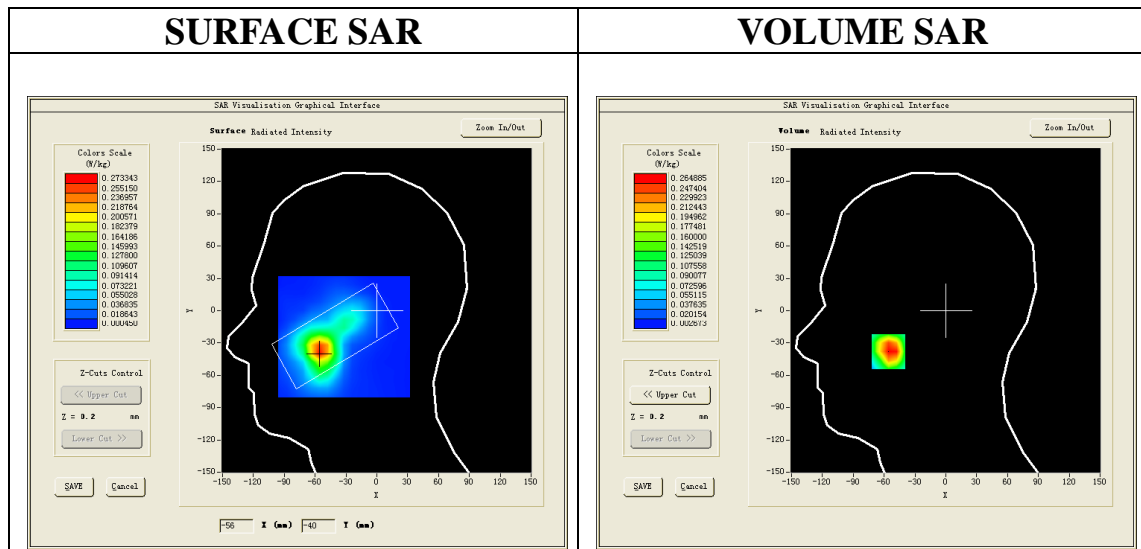 SURFACE SAR
VOLUME SAR
SAR Visualisation Graphical Interface
Surface Radiated Intensity
Zoom In/Out
Colors Scale
(W/kg)
0.273343
0.255150
0.236957
0.218764
0.200571
0.182379
0.164186
0.145993
0.127800
0.109607
0.091414
0.073221
0.055028
0.036835
0.018643
0.000450
Z-Cuts Control
<< Upper Cut
Z = 0.2 mm
Lower Cut >>
SAVE
Cancel
150
120
90
60
30
0
-30
-60
-90
-120
-150
Y
-150 -120 -90 -60 -30 0 30 60 90 120 150
X
-56 X (mm) -40 Y (mm)
SAR Visualisation Graphical Interface
Volume Radiated Intensity
Zoom In/Out
Colors Scale
(W/kg)
0.264885
0.247404
0.229923
0.212443
0.194962
0.177481
0.160000
0.142519
0.125039
0.107558
0.090077
0.072596
0.055115
0.037635
0.020154
0.002673
Z-Cuts Control
<< Upper Cut
Z = 0.2 mm
Lower Cut >>
SAVE
Cancel
150
120
90
60
30
0
-30
-60
-90
-120
-150
Y
-150 -120 -90 -60 -30 0 30 60 90 120 150
X